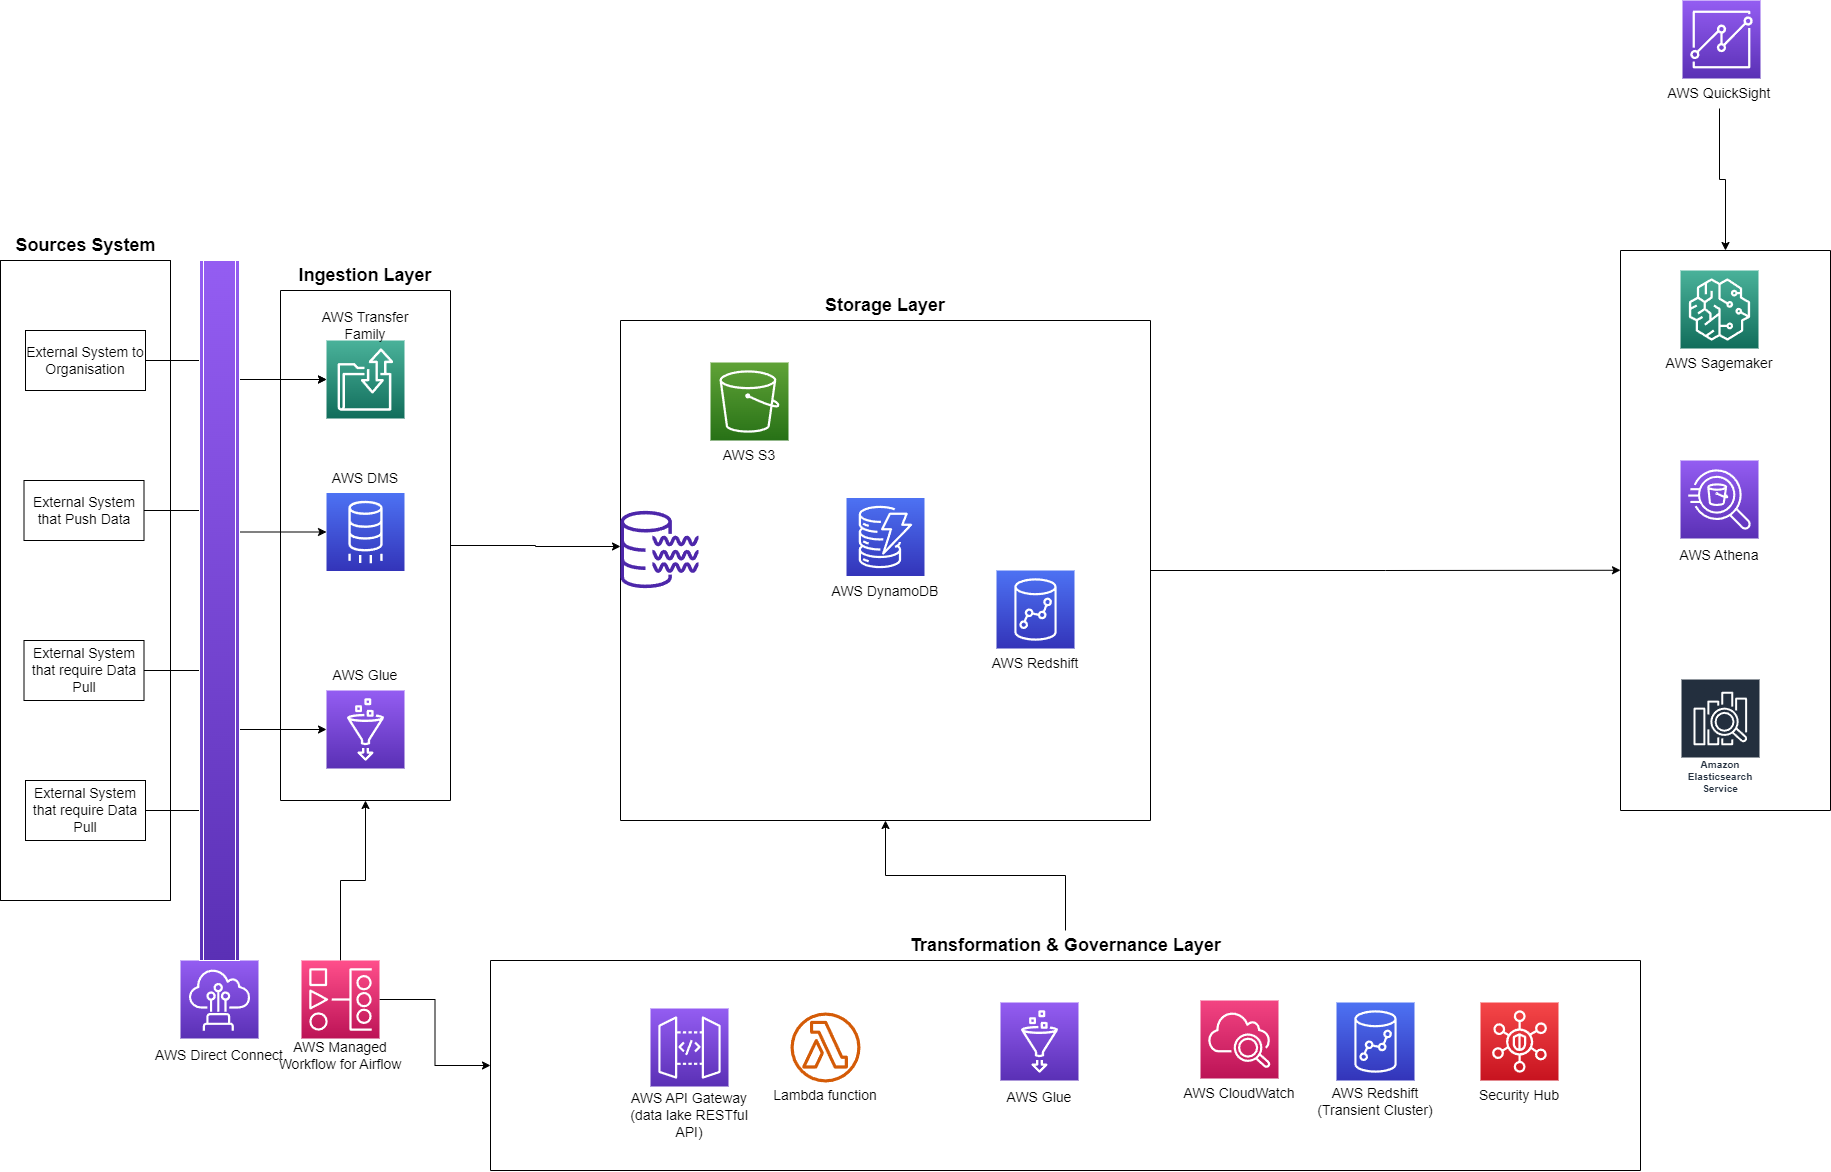 AWS QuickSight
Sources System
External System to
Organisation
External System
that Push Data
External System
that require Data
Pull
External System
that require Data
Pull
AWS Direct Connect
Ingestion Layer
AWS Transfer
Family
AWS DMS
AWS Glue
AWS Managed
Workflow for Airflow
Storage Layer
AWS S3
AWS DynamoDB
AWS Redshift
AWS Sagemaker
AWS Athena
Amazon
Elasticsearch
Service
Transformation & Governance Layer
AWS API Gateway
(data lake RESTful
API)
Lambda function
AWS Glue
AWS CloudWatch
AWS Redshift
(Transient Cluster)
Security Hub